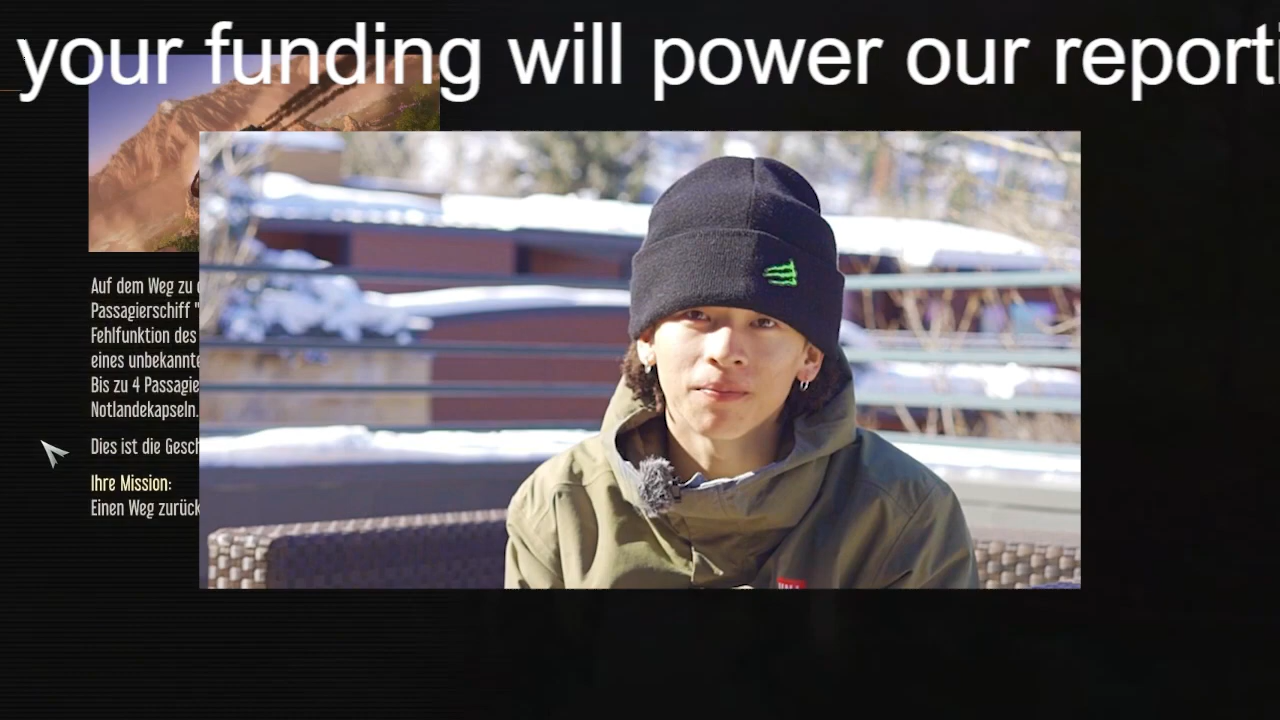 your funding will power our reporti
Auf dem Weg zu
Passagierschiff "
Fehlfunktion des
eines unbekannte
Bis zu 4 Passagie
Notlandekapseln.
Dies ist die Gesch
Ihre Mission:
Einen Weg zurück